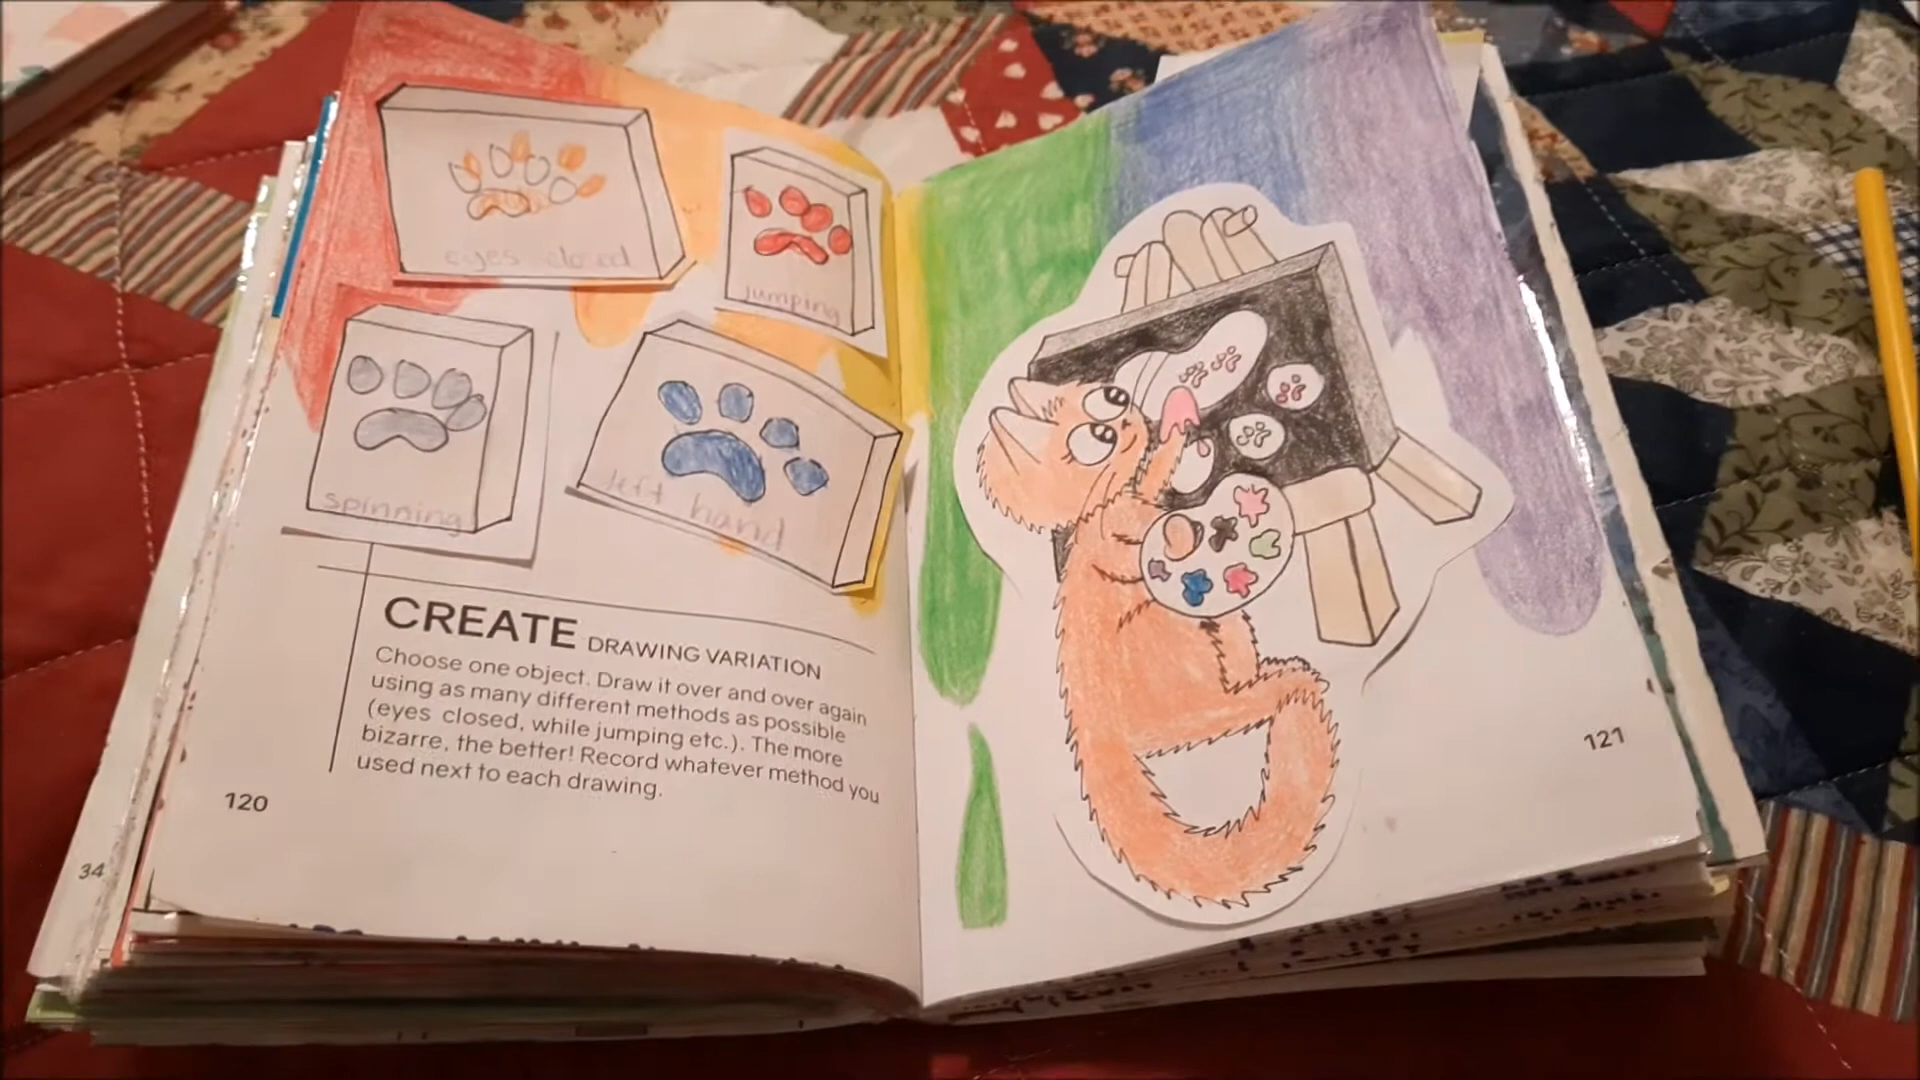 eyes closed
jumping
spinning
left hand
CREATE DRAWING VARIATION
Choose one object. Draw it over and over again
using as many different methods as possible
(eyes closed, while jumping etc.). The more
bizarre, the better! Record whatever method you
used next to each drawing.
120
121
34